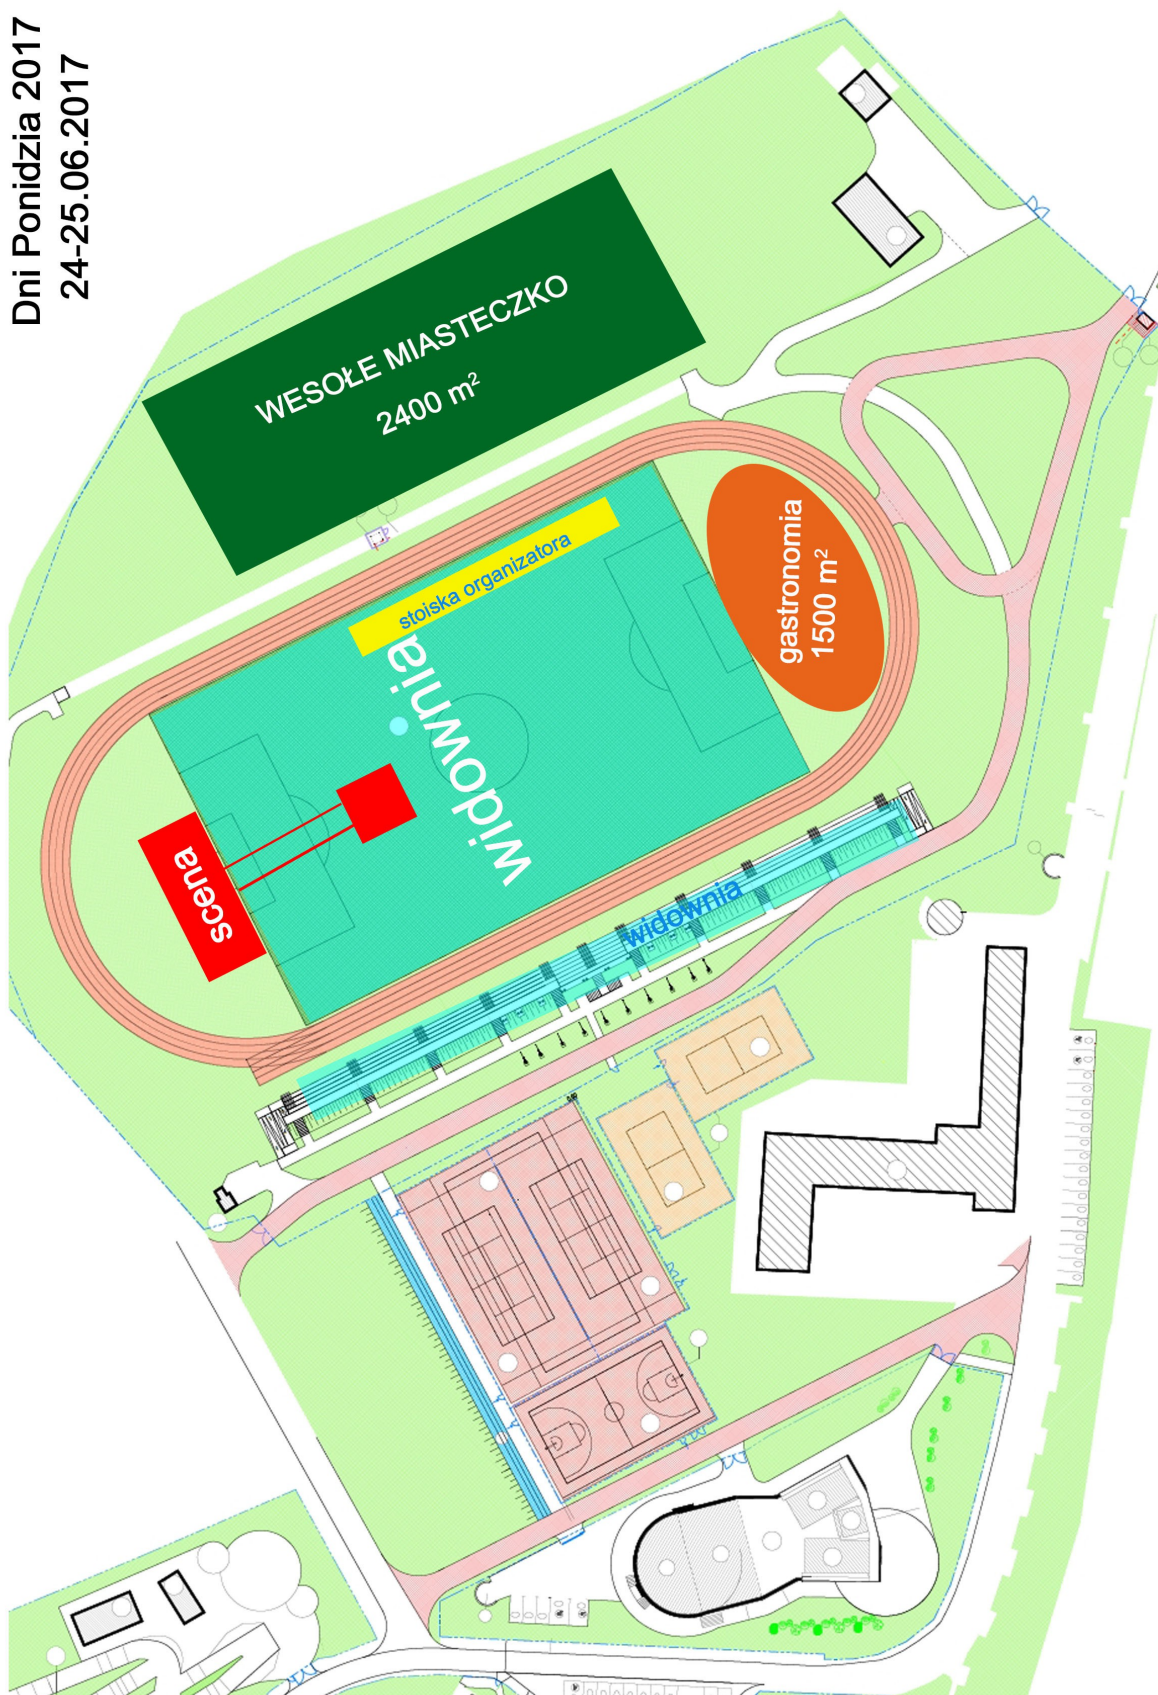 Dni Ponidzia 2017
24-25.06.2017
WESOŁE MIASTECZKO
2400 m²
stoiska organizatora
gastronomia
1500 m²
widownia
scena
widownia